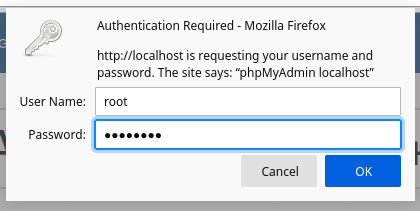 Authentication Required - Mozilla Firefox
http://localhost is requesting your username and
password. The site says: “phpMyAdmin localhost”
User Name: root
Password: ●●●●●●●●
Cancel OK